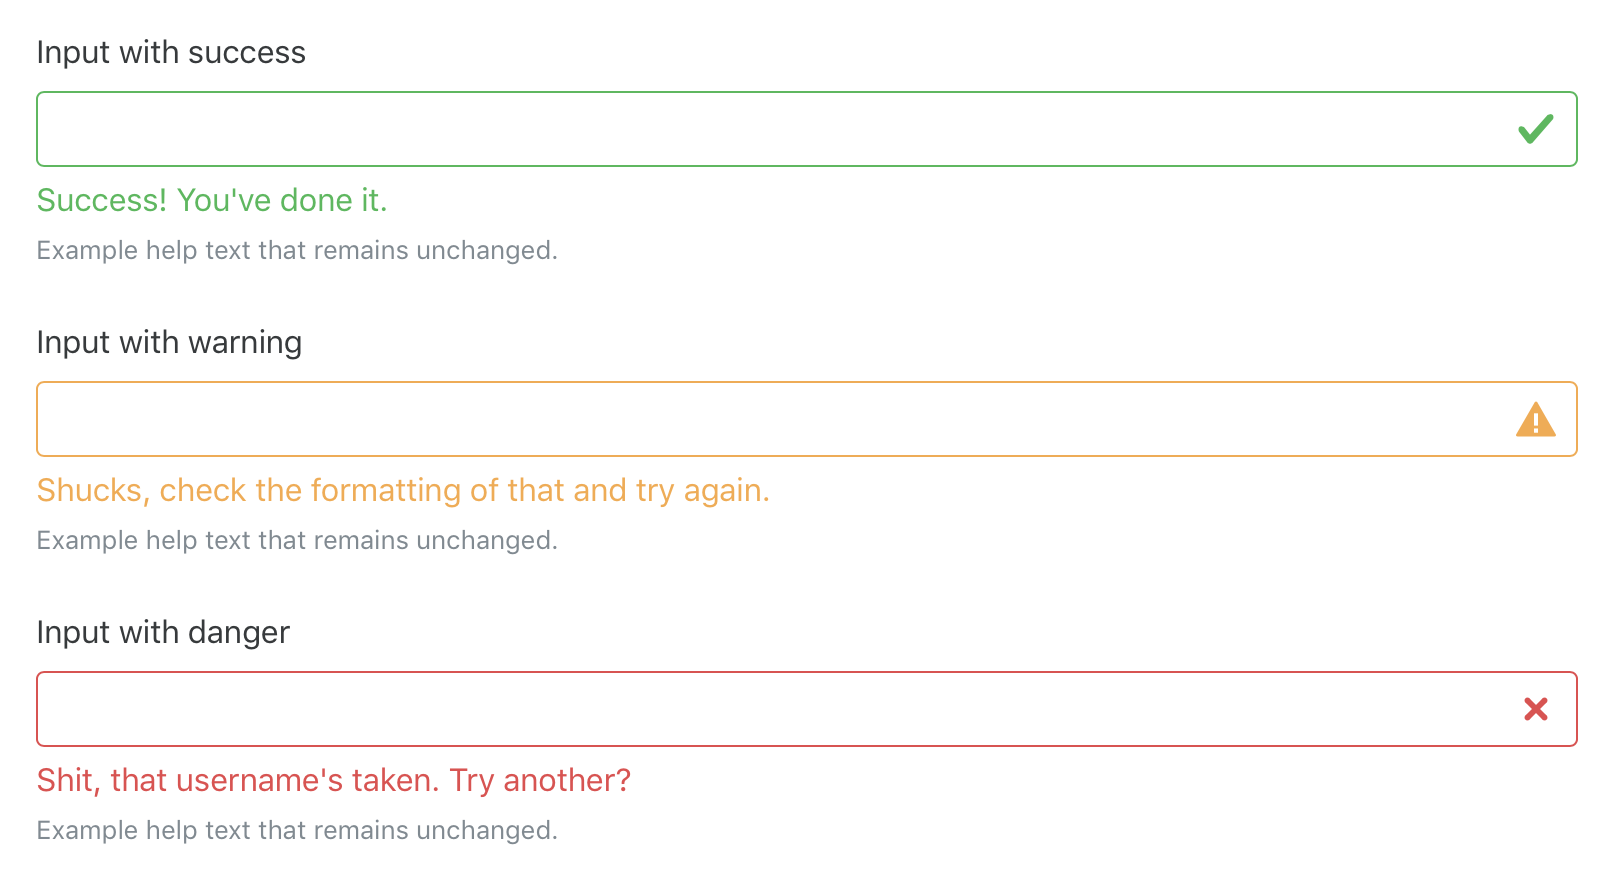 Input with success
Success! You've done it.
Example help text that remains unchanged.
Input with warning
Shucks, check the formatting of that and try again.
Example help text that remains unchanged.
Input with danger
Shit, that username's taken. Try another?
Example help text that remains unchanged.